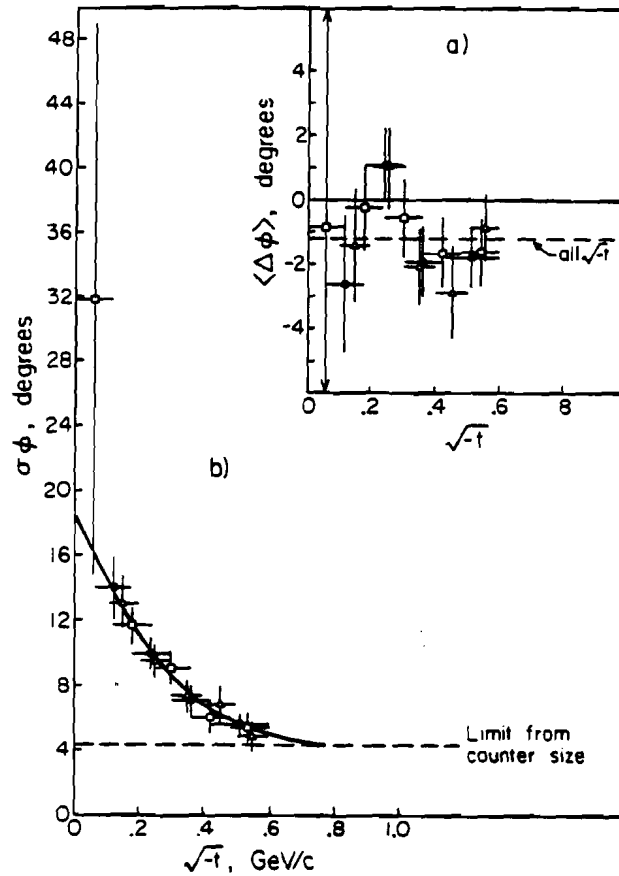 a)
⟨Δϕ⟩, degrees
4
2
0
-2
-4
all √-t
0 .2 .4 .6 .8
√-t
σϕ, degrees
48
44
40
36
32
28
24
20
16
12
8
4
0
b)
Limit from
counter size
0 .2 .4 .6 .8 1.0
√-t, GeV/c